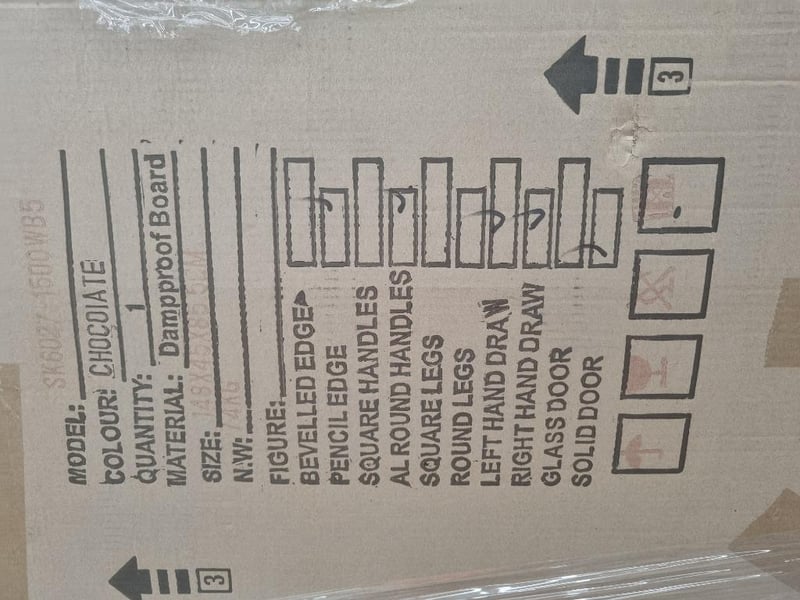 MODEL: SK6027-1500WB5
COLOUR: CHOCOIATE
QUANTITY: 1
MATERIAL: Dampproof Board
SIZE:
N.W:
FIGURE:
BEVELLED EDGE
PENCIL EDGE
SQUARE HANDLES
AL ROUND HANDLES
SQUARE LEGS
ROUND LEGS
LEFT HAND DRAW
RIGHT HAND DRAW
GLASS DOOR
SOLID DOOR
3
3